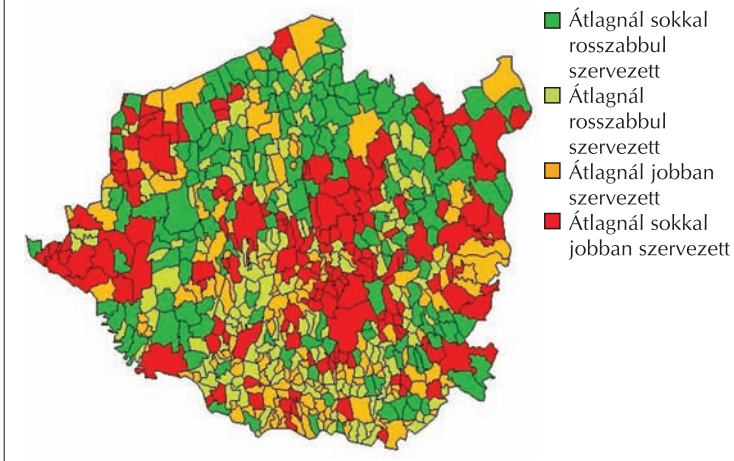 Átlagnál sokkal
rosszabbul
szervezett
Átlagnál
rosszabbul
szervezett
Átlagnál jobban
szervezett
Átlagnál sokkal
jobban szervezett